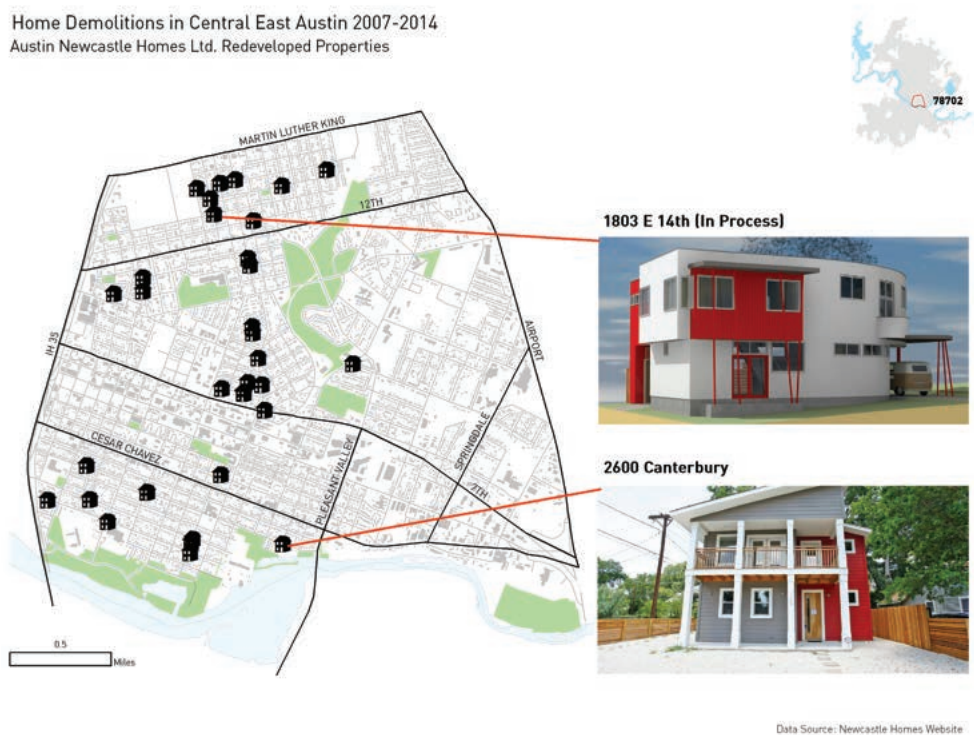 Home Demolitions in Central East Austin 2007-2014
Austin Newcastle Homes Ltd. Redeveloped Properties
78702
MARTIN LUTHER KING
12TH
1803 E 14th (In Process)
IH 35
AIRPORT
CESAR CHAVEZ
PLEASANT VALLEY
SPRINGDALE
7TH
2600 Canterbury
0.5
Miles
Data Source: Newcastle Homes Website